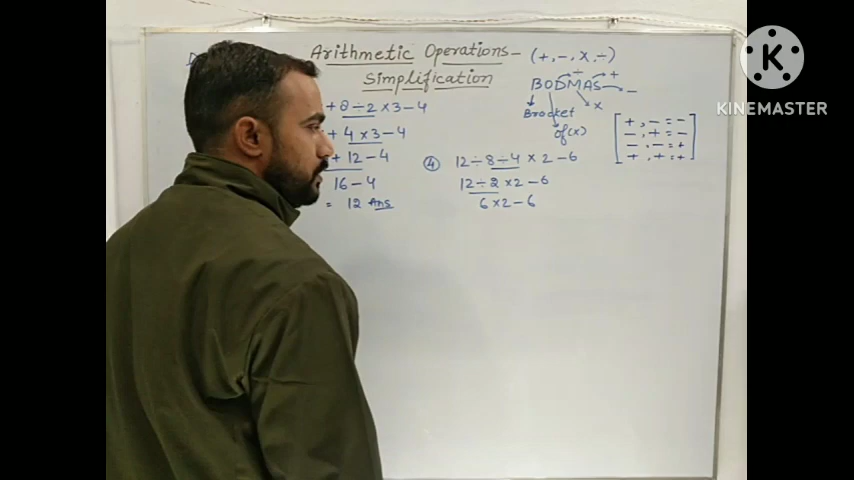 Arithmetic Operations- (+, -, x, ÷)
Simplification
+ 8 ÷ 2 × 3 - 4
+ 4 × 3 - 4
+ 12 - 4
16 - 4
= 12 Ans
÷ +
BODMAS -
x
Brocket
of(x)
+ , - = -
- , + = -
- , - = +
+ , + = +
④ 12 ÷ 8 ÷ 4 × 2 - 6
12 ÷ 2 × 2 - 6
6 × 2 - 6
K
KINEMASTER